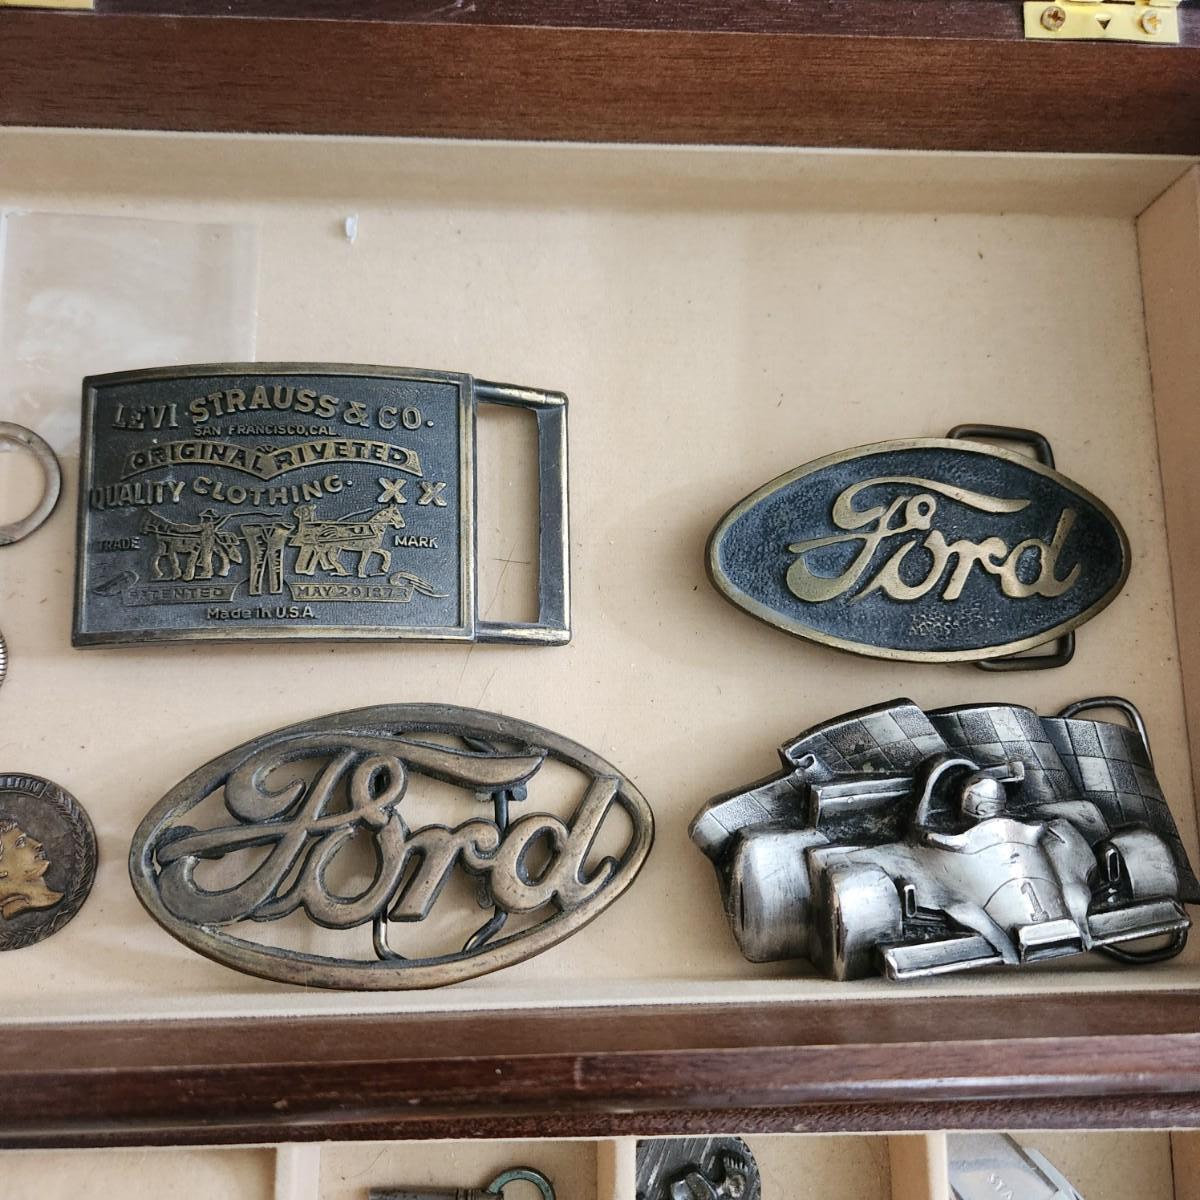 LEVI STRAUSS & CO.
SAN FRANCISCO, CAL.
ORIGINAL RIVETED
QUALITY CLOTHING. XX
TRADE MARK
PATENTED MAY 20 1873
Made in U.S.A.
Ford
Ford
1